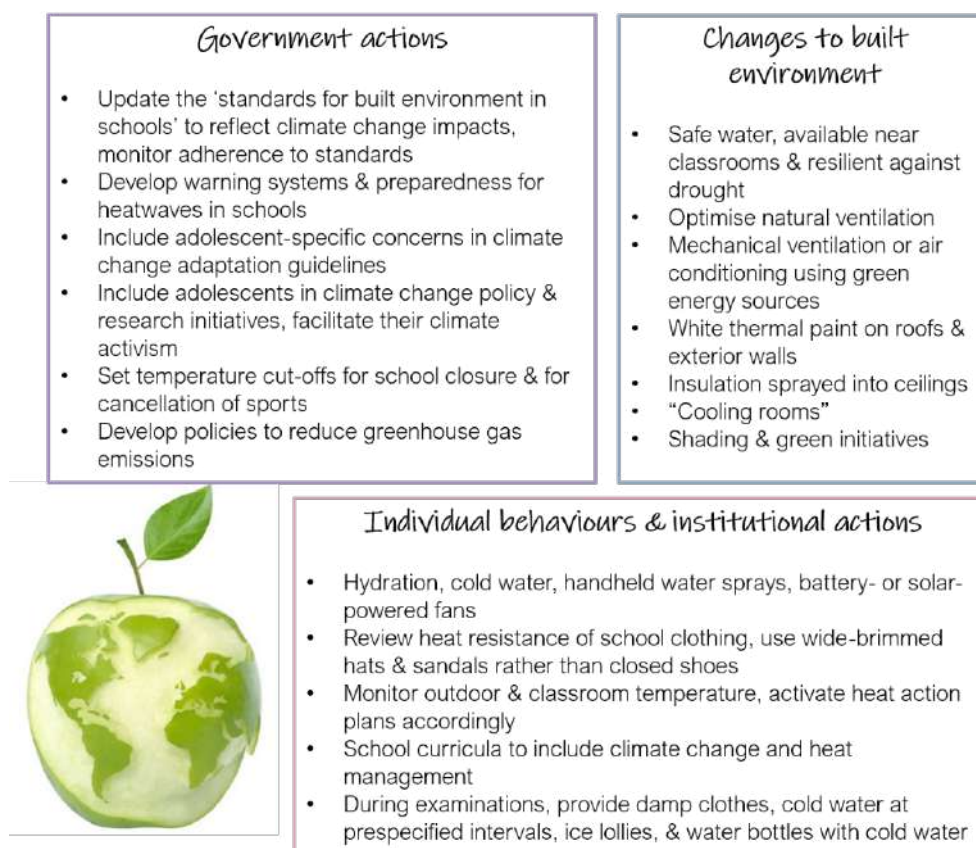 Government actions
• Update the ‘standards for built environment in
schools’ to reflect climate change impacts,
monitor adherence to standards
• Develop warning systems & preparedness for
heatwaves in schools
• Include adolescent-specific concerns in climate
change adaptation guidelines
• Include adolescents in climate change policy &
research initiatives, facilitate their climate
activism
• Set temperature cut-offs for school closure & for
cancellation of sports
• Develop policies to reduce greenhouse gas
emissions
Changes to built
environment
• Safe water, available near
classrooms & resilient against
drought
• Optimise natural ventilation
• Mechanical ventilation or air
conditioning using green
energy sources
• White thermal paint on roofs &
exterior walls
• Insulation sprayed into ceilings
• “Cooling rooms”
• Shading & green initiatives
Individual behaviours & institutional actions
• Hydration, cold water, handheld water sprays, battery- or solar-
powered fans
• Review heat resistance of school clothing, use wide-brimmed
hats & sandals rather than closed shoes
• Monitor outdoor & classroom temperature, activate heat action
plans accordingly
• School curricula to include climate change and heat
management
• During examinations, provide damp clothes, cold water at
prespecified intervals, ice lollies, & water bottles with cold water